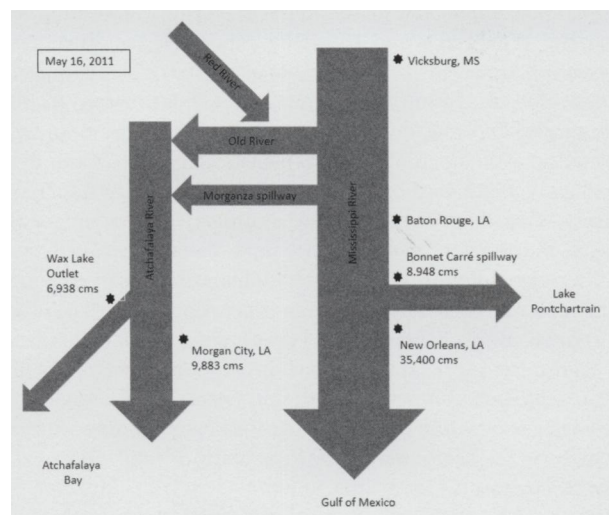 May 16, 2011
Red River
Vicksburg, MS
Old River
Morganza spillway
Atchafalaya River
Mississippi River
Baton Rouge, LA
Bonnet Carré spillway
8.948 cms
Wax Lake
Outlet
6,938 cms
Lake
Pontchartrain
New Orleans, LA
35,400 cms
Morgan City, LA
9,883 cms
Atchafalaya
Bay
Gulf of Mexico